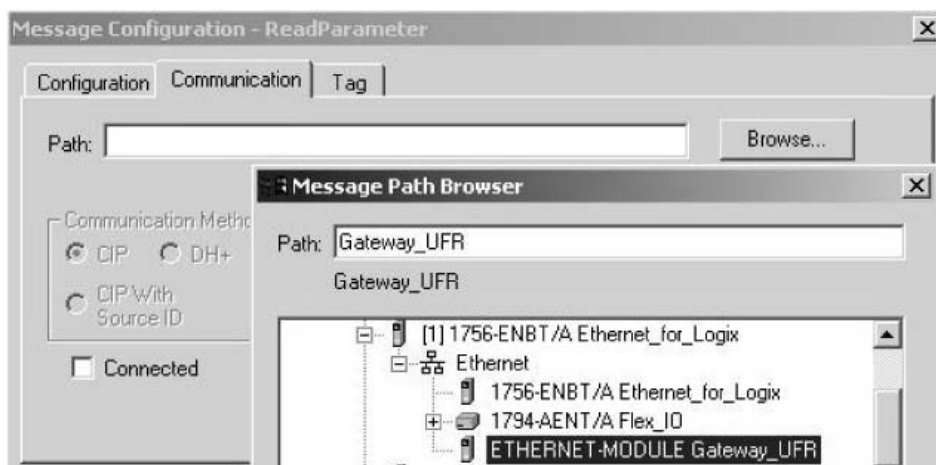 Message Configuration - ReadParameter
Configuration Communication Tag
Path: Browse...
Message Path Browser
Path: Gateway_UFR
Gateway_UFR
Communication
CIP DH+
CIP With
Source ID
Connected
[1] 1756-ENBT/A Ethernet_for_Logix
Ethernet
1756-ENBT/A Ethernet_for_Logix
1794-AENT/A Flex_IO
ETHERNET-MODULE Gateway_UFR